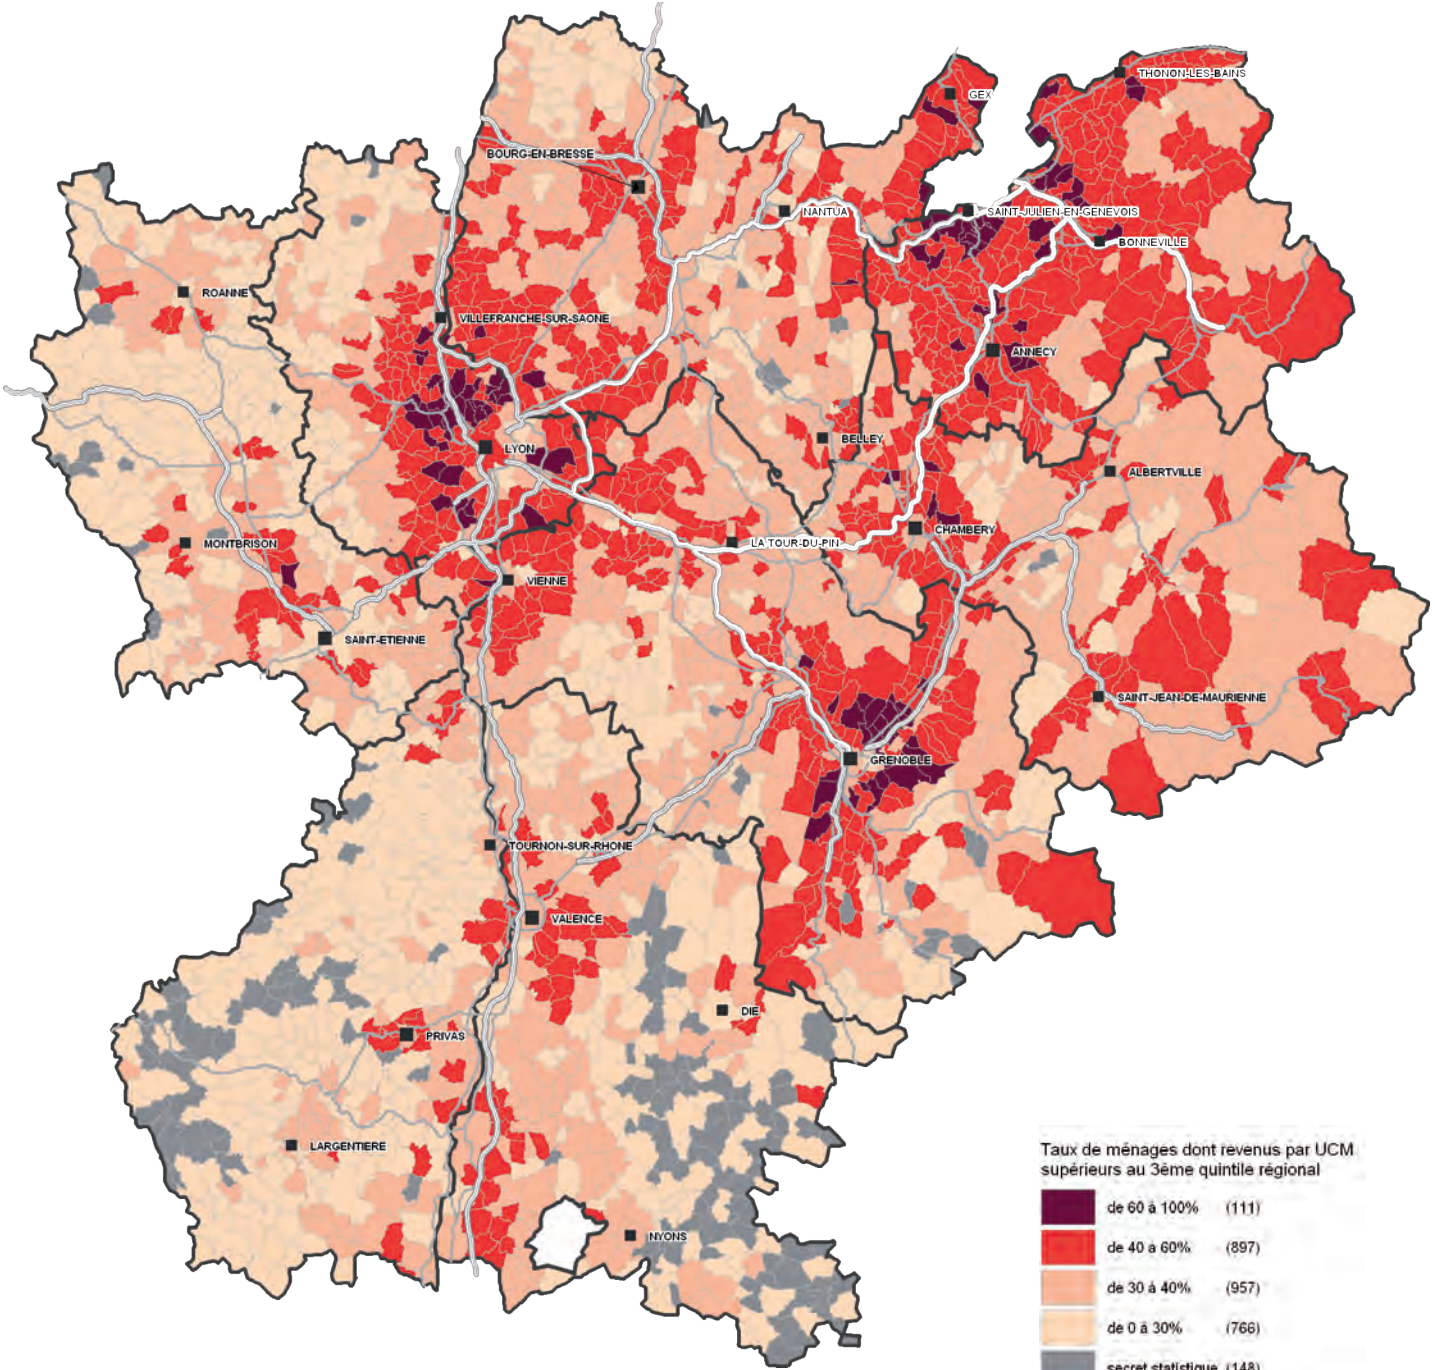 THONON-LES-BAINS
GEX
BOURG-EN-BRESSE
NANTUA
SAINT-JULIEN-EN-GENEVOIS
BONNEVILLE
ROANNE
VILLEFRANCHE-SUR-SAONE
ANNECY
BELLEY
LYON
ALBERTVILLE
MONTBRISON
LA TOUR-DU-PIN
CHAMBERY
VIENNE
SAINT-ETIENNE
SAINT-JEAN-DE-MAURIENNE
GRENOBLE
TOURNON-SUR-RHONE
VALENCE
DIE
PRIVAS
LARGENTIERE
NYONS
Taux de ménages dont revenus par UCM
supérieurs au 3ème quintile régional
de 60 à 100% (111)
de 40 à 60% (897)
de 30 à 40% (957)
de 0 à 30% (766)
secret statistique (148)